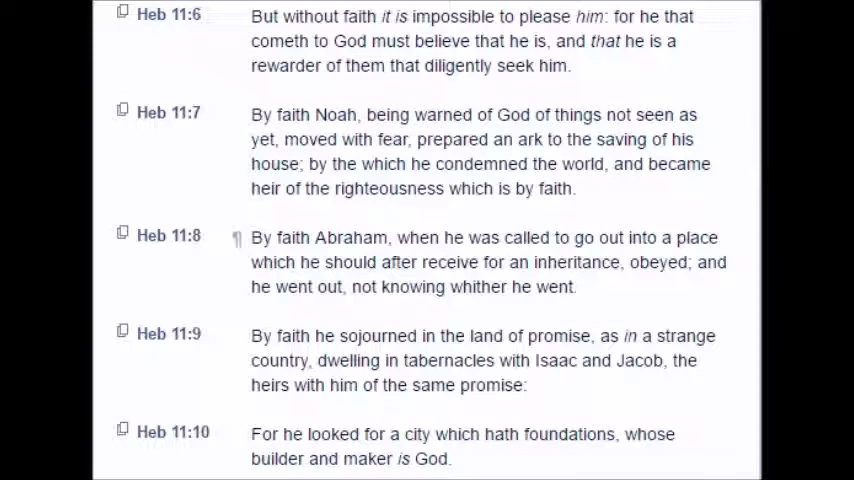 Heb 11:6 But without faith it is impossible to please him: for he that
cometh to God must believe that he is, and that he is a
rewarder of them that diligently seek him.
Heb 11:7 By faith Noah, being warned of God of things not seen as
yet, moved with fear, prepared an ark to the saving of his
house; by the which he condemned the world, and became
heir of the righteousness which is by faith.
Heb 11:8 ¶ By faith Abraham, when he was called to go out into a place
which he should after receive for an inheritance, obeyed; and
he went out, not knowing whither he went.
Heb 11:9 By faith he sojourned in the land of promise, as in a strange
country, dwelling in tabernacles with Isaac and Jacob, the
heirs with him of the same promise:
Heb 11:10 For he looked for a city which hath foundations, whose
builder and maker is God.